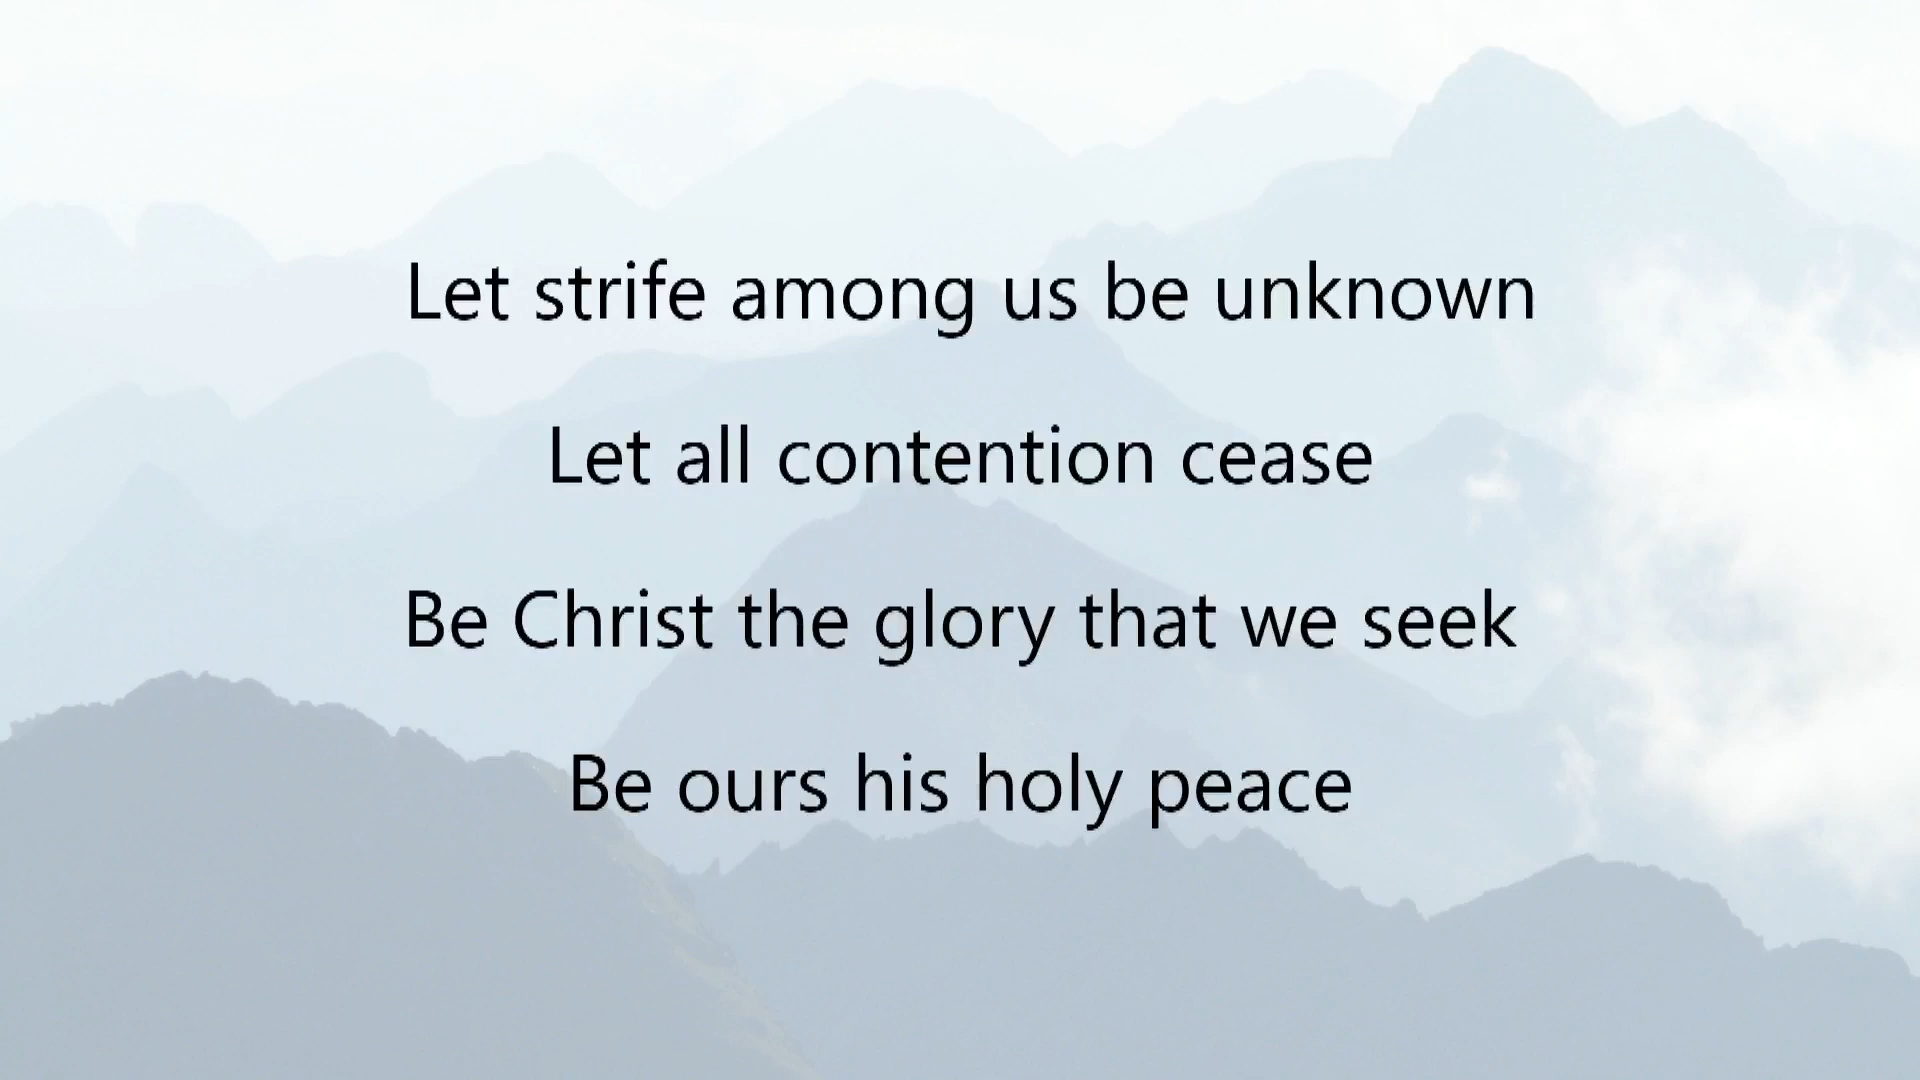 Let strife among us be unknown
Let all contention cease
Be Christ the glory that we seek
Be ours his holy peace